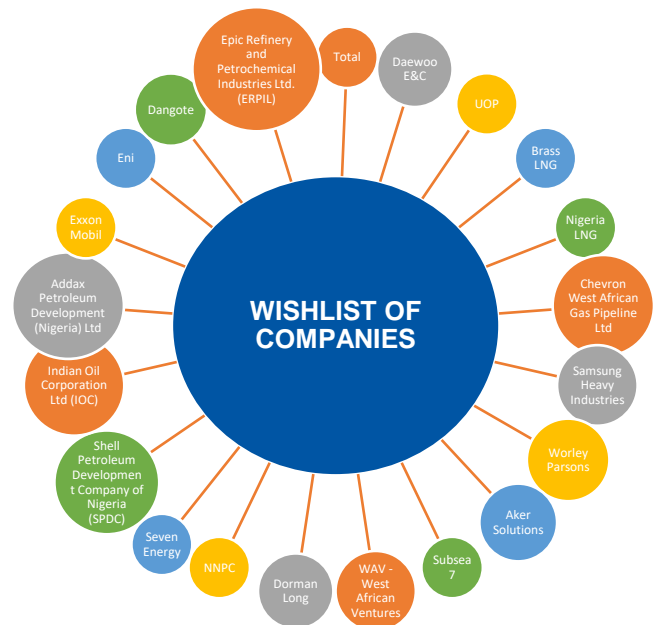 WISHLIST OF
COMPANIES
Total
Daewoo
E&C
UOP
Brass
LNG
Nigeria
LNG
Chevron
West African
Gas Pipeline
Ltd
Samsung
Heavy
Industries
Worley
Parsons
Aker
Solutions
Subsea
7
WAV -
West
African
Ventures
Dorman
Long
NNPC
Seven
Energy
Shell
Petroleum
Developmen
t Company of
Nigeria
(SPDC)
Indian Oil
Corporation
Ltd (IOC)
Addax
Petroleum
Development
(Nigeria) Ltd
Exxon
Mobil
Eni
Dangote
Epic Refinery
and
Petrochemical
Industries Ltd.
(ERPIL)